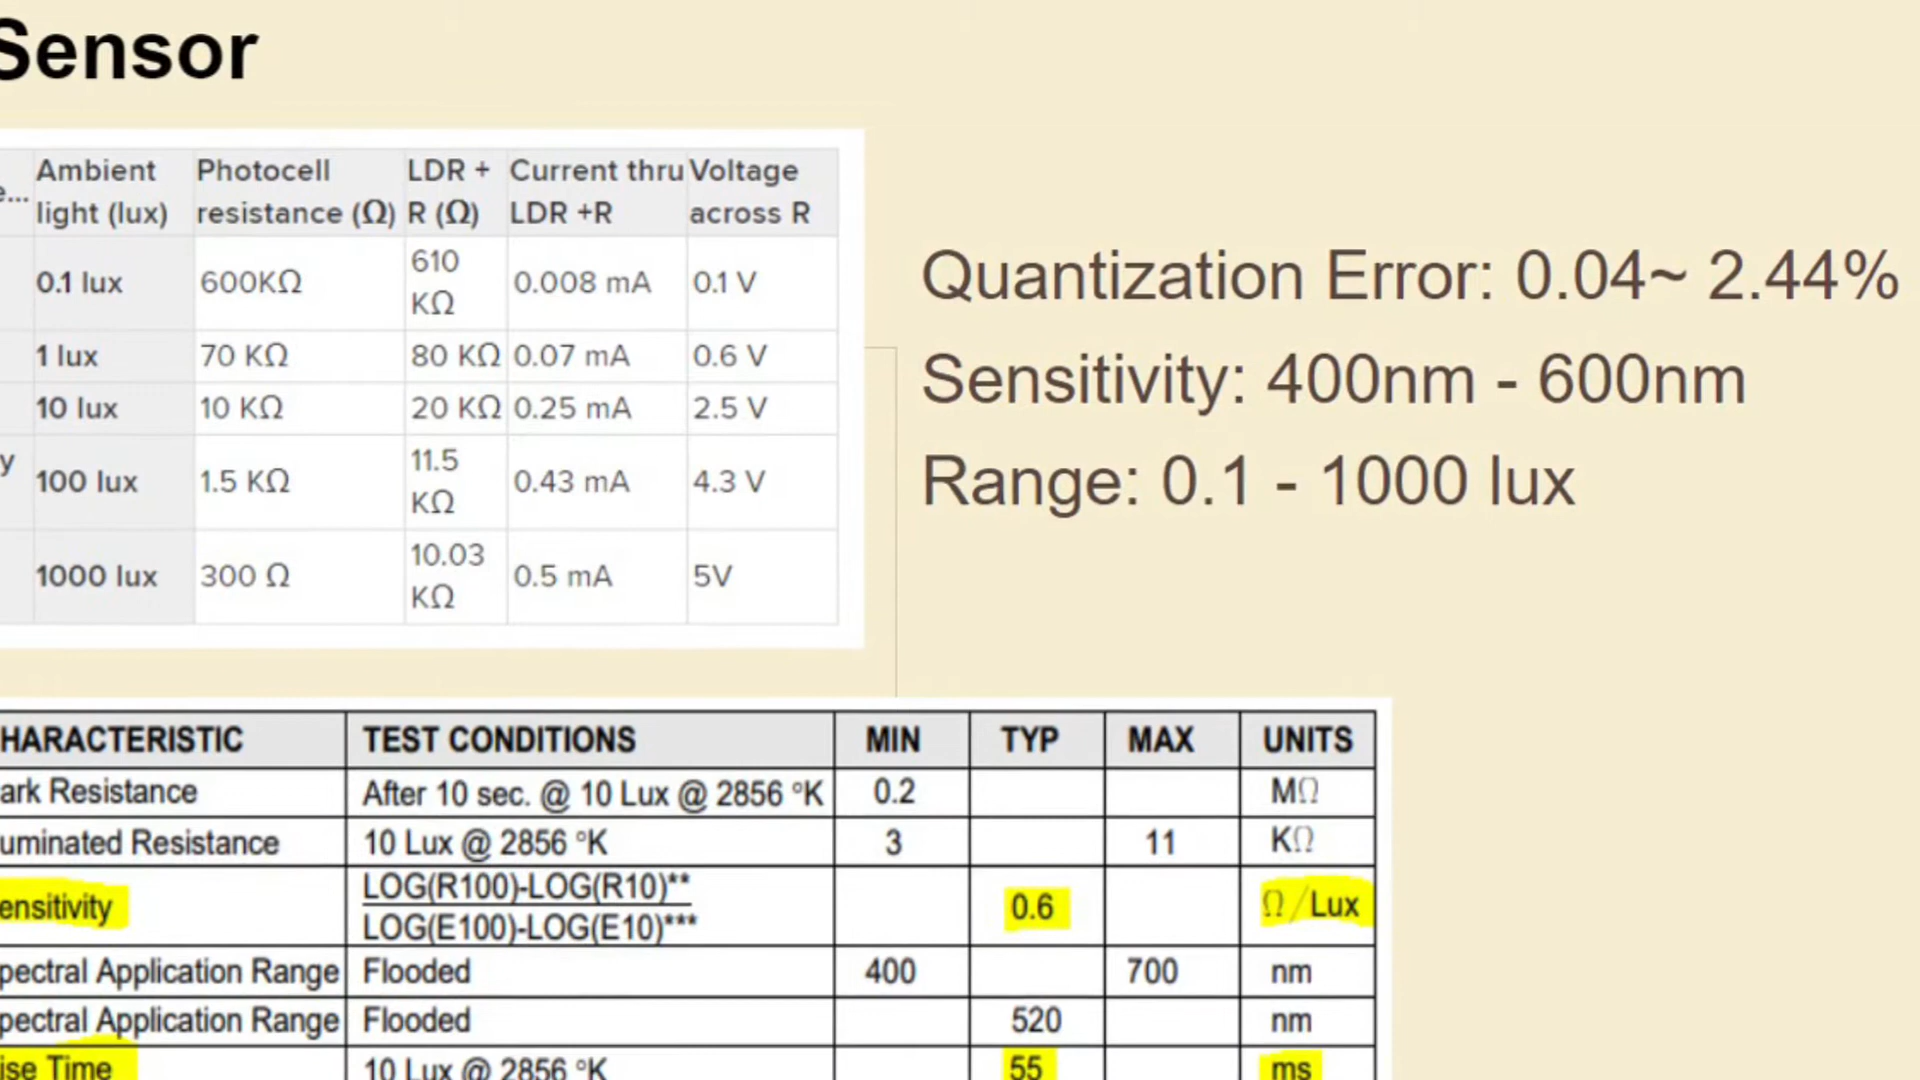 Sensor
e... Ambient light (lux) Photocell resistance (Ω) LDR + R (Ω) Current thru LDR +R Voltage across R
0.1 lux 600KΩ 610 KΩ 0.008 mA 0.1 V
1 lux 70 KΩ 80 KΩ 0.07 mA 0.6 V
10 lux 10 KΩ 20 KΩ 0.25 mA 2.5 V
y 100 lux 1.5 KΩ 11.5 KΩ 0.43 mA 4.3 V
1000 lux 300 Ω 10.03 KΩ 0.5 mA 5V
Quantization Error: 0.04~ 2.44%
Sensitivity: 400nm - 600nm
Range: 0.1 - 1000 lux
HARACTERISTIC TEST CONDITIONS MIN TYP MAX UNITS
ark Resistance After 10 sec. @ 10 Lux @ 2856 °K 0.2 MΩ
uminated Resistance 10 Lux @ 2856 °K 3 11 KΩ
ensitivity LOG(R100)-LOG(R10)** 0.6 Ω/Lux
LOG(E100)-LOG(E10)***
pectral Application Range Flooded 400 700 nm
pectral Application Range Flooded 520 nm
ise Time 10 Lux @ 2856 °K 55 ms